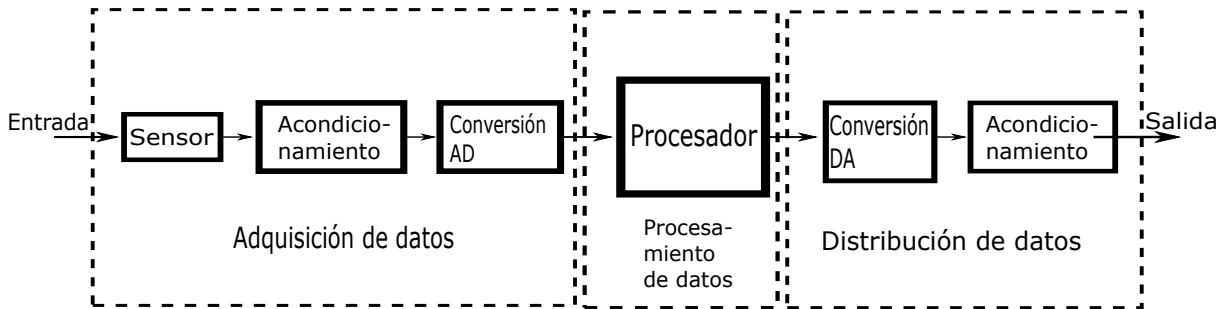 Entrada
Sensor
Acondicio-
namiento
Conversión
AD
Adquisición de datos
Procesador
Procesa-
miento
de datos
Conversión
DA
Acondicio-
namiento
Salida
Distribución de datos